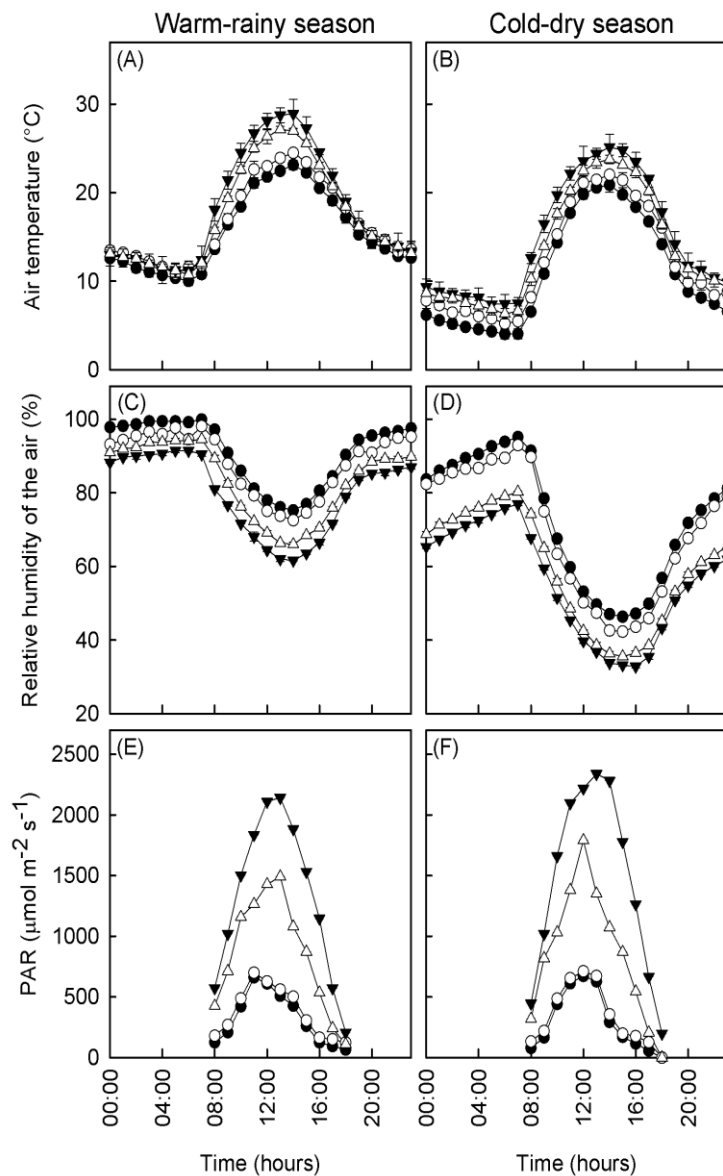 Warm-rainy season Cold-dry season
(A) (B)
Air temperature (°C)
30
20
10
0
(C) (D)
Relative humidity of the air (%)
100
80
60
40
20
(E) (F)
PAR (μmol m⁻² s⁻¹)
2500
2000
1500
1000
500
0
00:00 04:00 08:00 12:00 16:00 20:00 00:00 04:00 08:00 12:00 16:00 20:00
Time (hours) Time (hours)